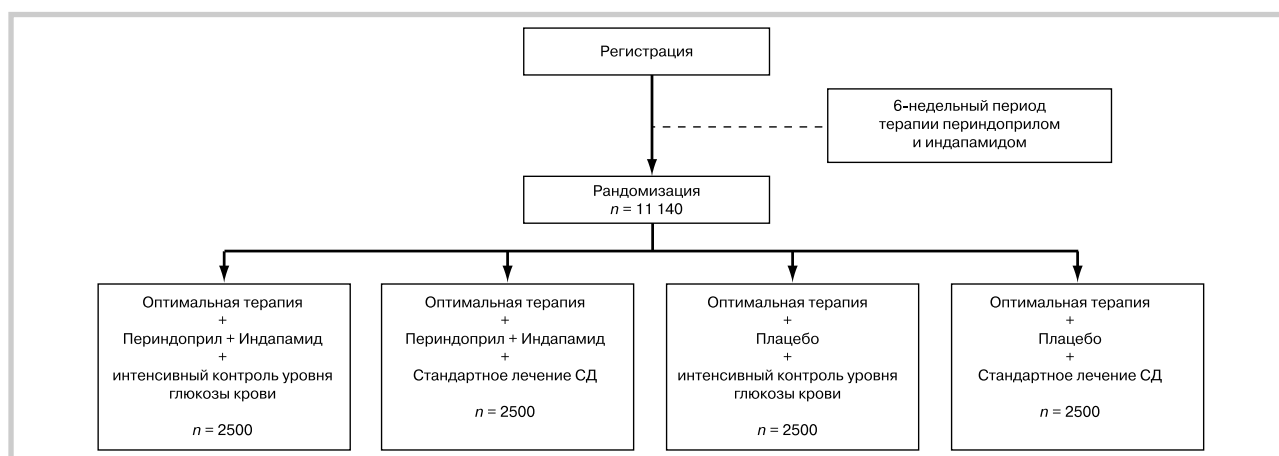 Регистрация
6-недельный период
терапии периндоприлом
и индапамидом
Рандомизация
n = 11 140
Оптимальная терапия
+
Периндоприл + Индапамид
+
интенсивный контроль уровня
глюкозы крови
n = 2500
Оптимальная терапия
+
Периндоприл + Индапамид
+
Стандартное лечение СД
n = 2500
Оптимальная терапия
+
Плацебо
+
интенсивный контроль уровня
глюкозы крови
n = 2500
Оптимальная терапия
+
Плацебо
+
Стандартное лечение СД
n = 2500